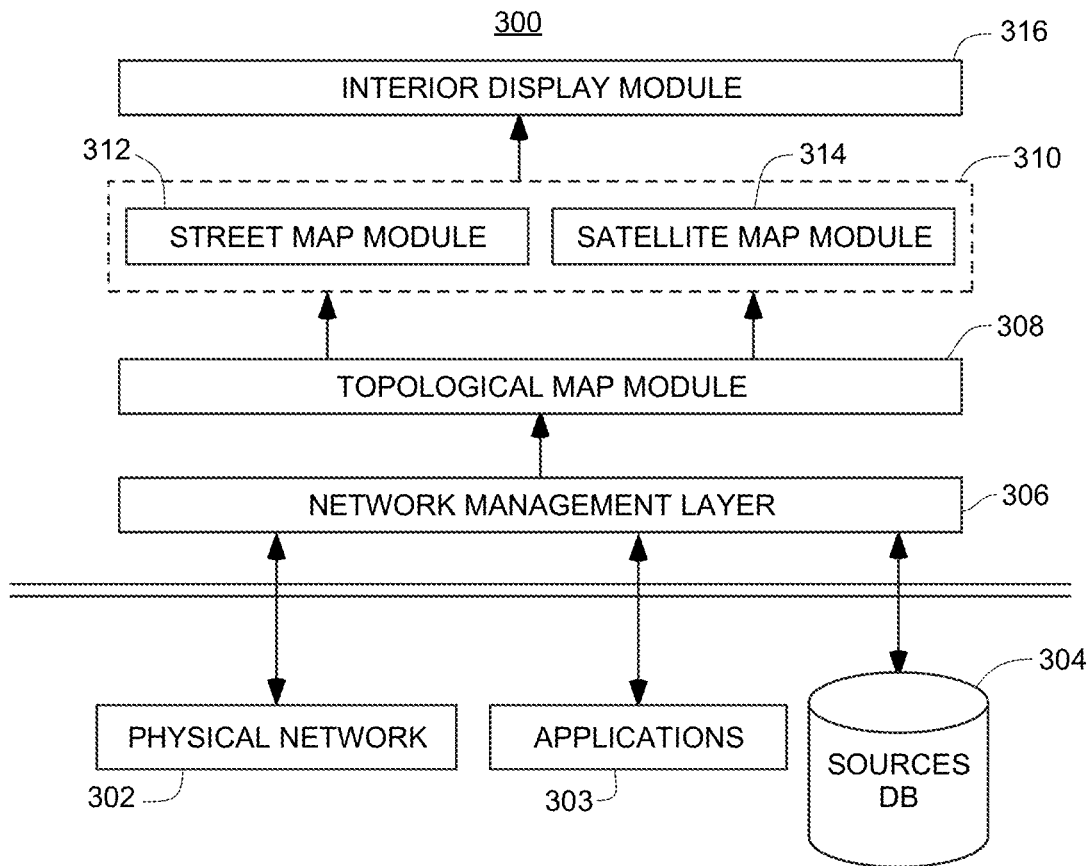 300
316
INTERIOR DISPLAY MODULE
312
314
310
STREET MAP MODULE
SATELLITE MAP MODULE
308
TOPOLOGICAL MAP MODULE
NETWORK MANAGEMENT LAYER
306
304
PHYSICAL NETWORK
APPLICATIONS
SOURCES
DB
302
303